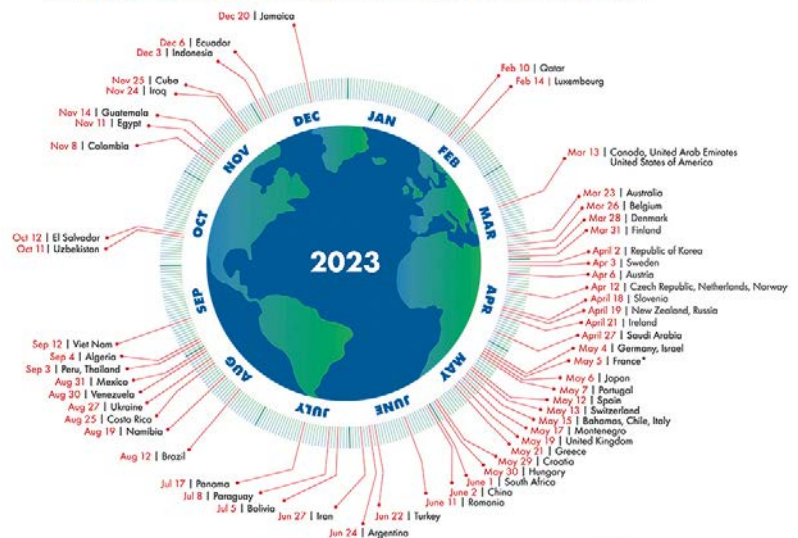 Dec 20 | Jamaica
Dec 6 | Ecuador
Dec 3 | Indonesia
Nov 25 | Cuba
Nov 24 | Iraq
Nov 14 | Guatemala
Nov 11 | Egypt
Nov 8 | Colombia
Oct 12 | El Salvador
Oct 11 | Uzbekistan
Sep 12 | Viet Nam
Sep 4 | Algeria
Sep 3 | Peru, Thailand
Aug 31 | Mexico
Aug 30 | Venezuela
Aug 27 | Ukraine
Aug 25 | Costa Rica
Aug 19 | Namibia
Aug 12 | Brazil
Jul 17 | Panama
Jul 8 | Paraguay
Jul 5 | Bolivia
Jun 27 | Iran
Jun 24 | Argentina
Jun 22 | Turkey
DEC
JAN
FEB
MAR
APR
MAY
JUNE
JULY
AUG
SEP
OCT
NOV
2023
Feb 10 | Qatar
Feb 14 | Luxembourg
Mar 13 | Canada, United Arab Emirates
United States of America
Mar 23 | Australia
Mar 26 | Belgium
Mar 28 | Denmark
Mar 31 | Finland
April 2 | Republic of Korea
Apr 3 | Sweden
Apr 6 | Austria
Apr 12 | Czech Republic, Netherlands, Norway
April 18 | Slovenia
April 19 | New Zealand, Russia
April 21 | Ireland
April 27 | Saudi Arabia
May 4 | Germany, Israel
May 5 | France*
May 6 | Japan
May 7 | Portugal
May 12 | Spain
May 13 | Switzerland
May 15 | Bahamas, Chile, Italy
May 17 | Montenegro
May 19 | United Kingdom
May 21 | Greece
May 29 | Croatia
May 30 | Hungary
June 1 | South Africa
June 2 | China
June 11 | Romania